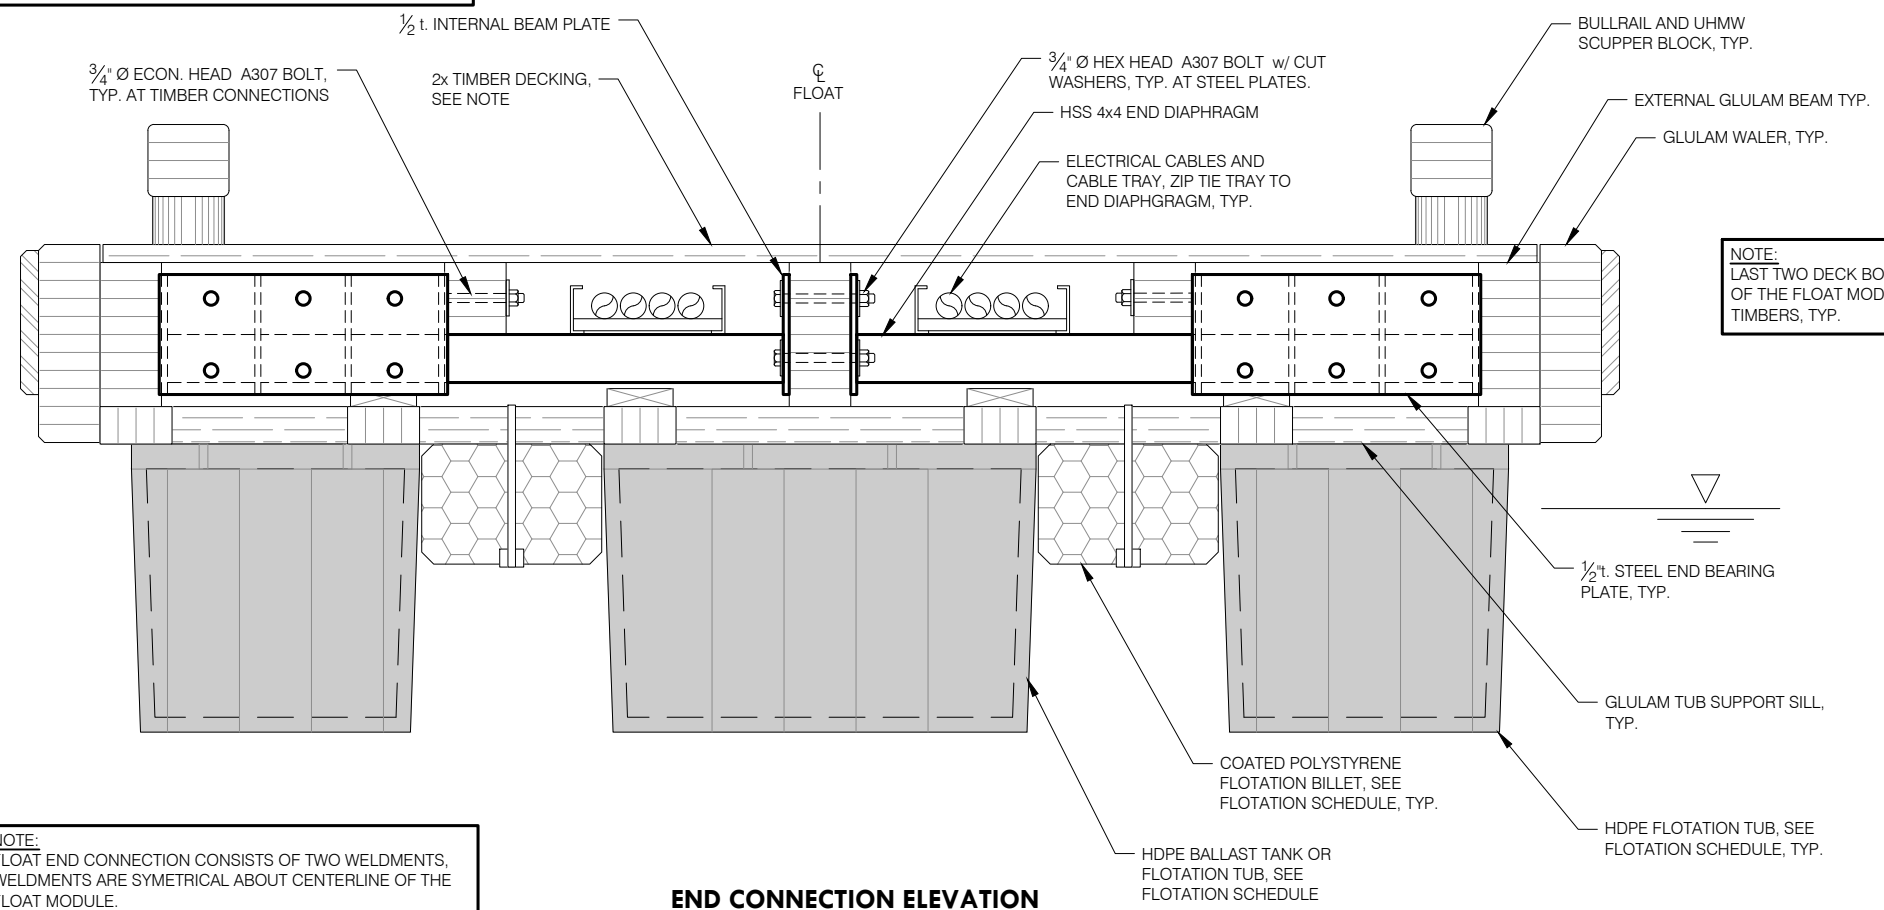 ½ t. INTERNAL BEAM PLATE
¾" Ø ECON. HEAD A307 BOLT,
TYP. AT TIMBER CONNECTIONS
2x TIMBER DECKING,
SEE NOTE
℄
FLOAT
¾" Ø HEX HEAD A307 BOLT w/ CUT
WASHERS, TYP. AT STEEL PLATES.
HSS 4x4 END DIAPHRAGM
ELECTRICAL CABLES AND
CABLE TRAY, ZIP TIE TRAY TO
END DIAPHGRAGM, TYP.
BULLRAIL AND UHMW
SCUPPER BLOCK, TYP.
EXTERNAL GLULAM BEAM TYP.
GLULAM WALER, TYP.
NOTE:
LAST TWO DECK BO
OF THE FLOAT MOD
TIMBERS, TYP.
½"t. STEEL END BEARING
PLATE, TYP.
GLULAM TUB SUPPORT SILL,
TYP.
COATED POLYSTYRENE
FLOTATION BILLET, SEE
FLOTATION SCHEDULE, TYP.
HDPE FLOTATION TUB, SEE
FLOTATION SCHEDULE, TYP.
HDPE BALLAST TANK OR
FLOTATION TUB, SEE
FLOTATION SCHEDULE
NOTE:
FLOAT END CONNECTION CONSISTS OF TWO WELDMENTS,
WELDMENTS ARE SYMETRICAL ABOUT CENTERLINE OF THE
FLOAT MODULE.
END CONNECTION ELEVATION